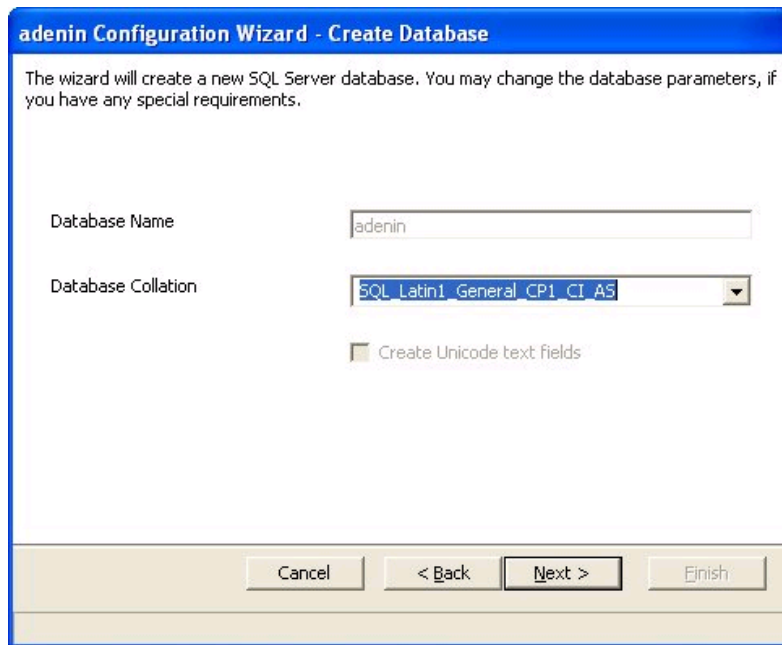 adenin Configuration Wizard - Create Database
The wizard will create a new SQL Server database. You may change the database parameters, if
you have any special requirements.
Database Name
adenin
Database Collation
SQL_Latin1_General_CP1_CI_AS
Create Unicode text fields
Cancel
< Back
Next >
Finish